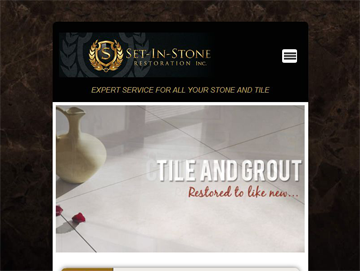 S
SET-IN-STONE
RESTORATION INC.
EXPERT SERVICE FOR ALL YOUR STONE AND TILE
TILE AND GROUT
Restored to like new...